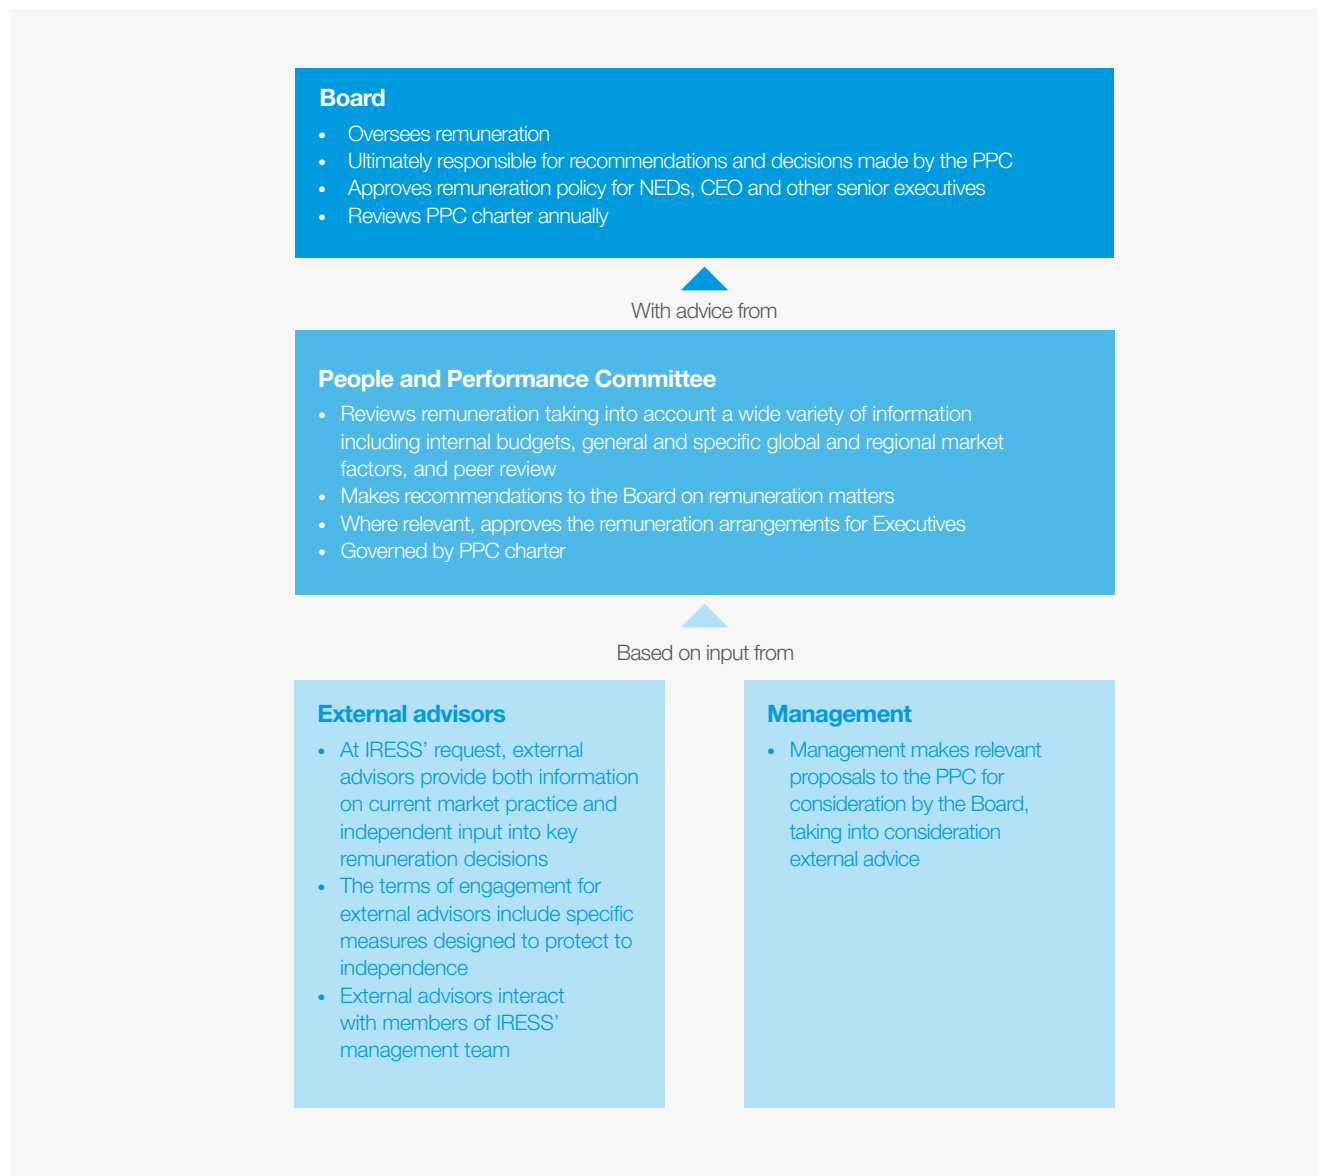 Board
• Oversees remuneration
• Ultimately responsible for recommendations and decisions made by the PPC
• Approves remuneration policy for NEDs, CEO and other senior executives
• Reviews PPC charter annually
With advice from
People and Performance Committee
• Reviews remuneration taking into account a wide variety of information
including internal budgets, general and specific global and regional market
factors, and peer review
• Makes recommendations to the Board on remuneration matters
• Where relevant, approves the remuneration arrangements for Executives
• Governed by PPC charter
Based on input from
External advisors
• At IRESS’ request, external
advisors provide both information
on current market practice and
independent input into key
remuneration decisions
• The terms of engagement for
external advisors include specific
measures designed to protect to
independence
• External advisors interact
with members of IRESS’
management team
Management
• Management makes relevant
proposals to the PPC for
consideration by the Board,
taking into consideration
external advice